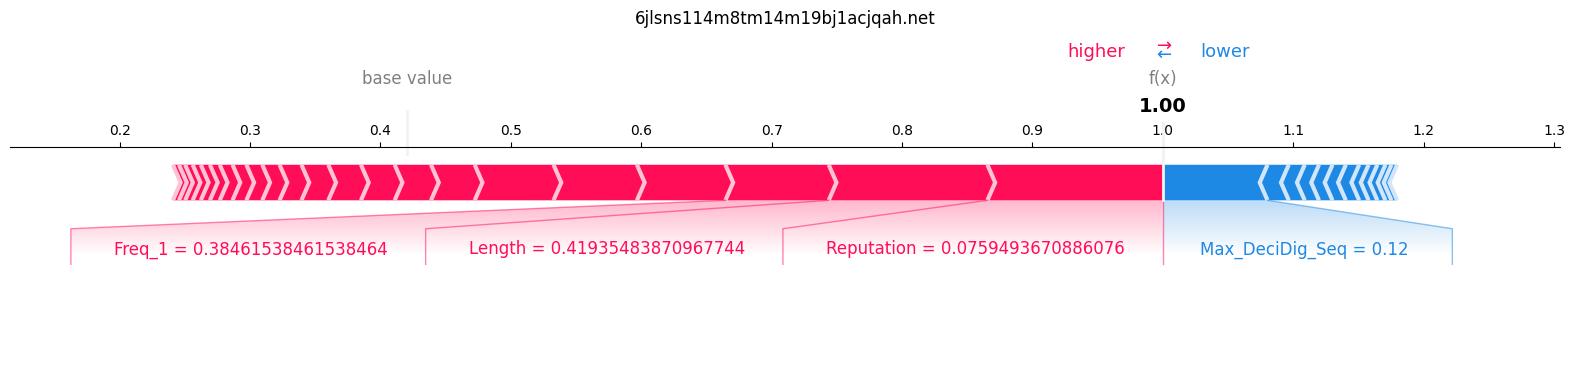 6jlsns114m8tm14m19bj1acjqah.net
higher ⇄ lower
base value f(x)
1.00
0.2 0.3 0.4 0.5 0.6 0.7 0.8 0.9 1.0 1.1 1.2 1.3
Freq_1 = 0.38461538461538464 Length = 0.41935483870967744 Reputation = 0.0759493670886076 Max_DeciDig_Seq = 0.12